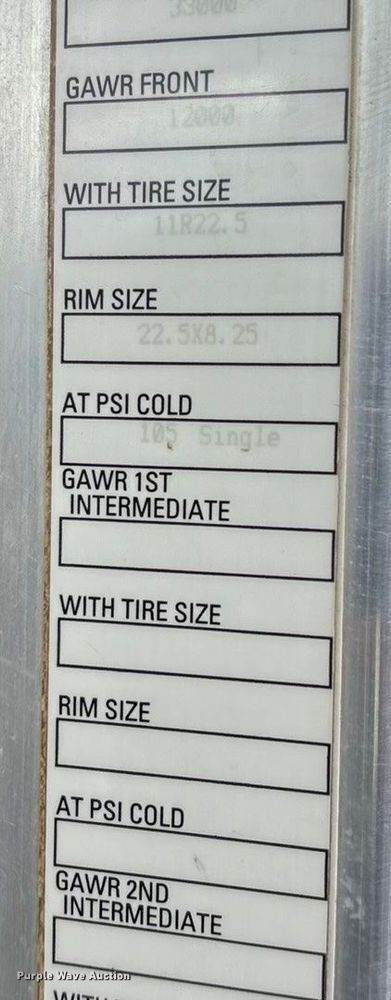 33000
GAWR FRONT
12000
WITH TIRE SIZE
11R22.5
RIM SIZE
22.5X8.25
AT PSI COLD
105 Single
GAWR 1ST
INTERMEDIATE
WITH TIRE SIZE
RIM SIZE
AT PSI COLD
GAWR 2ND
INTERMEDIATE
Purple Wave Auction